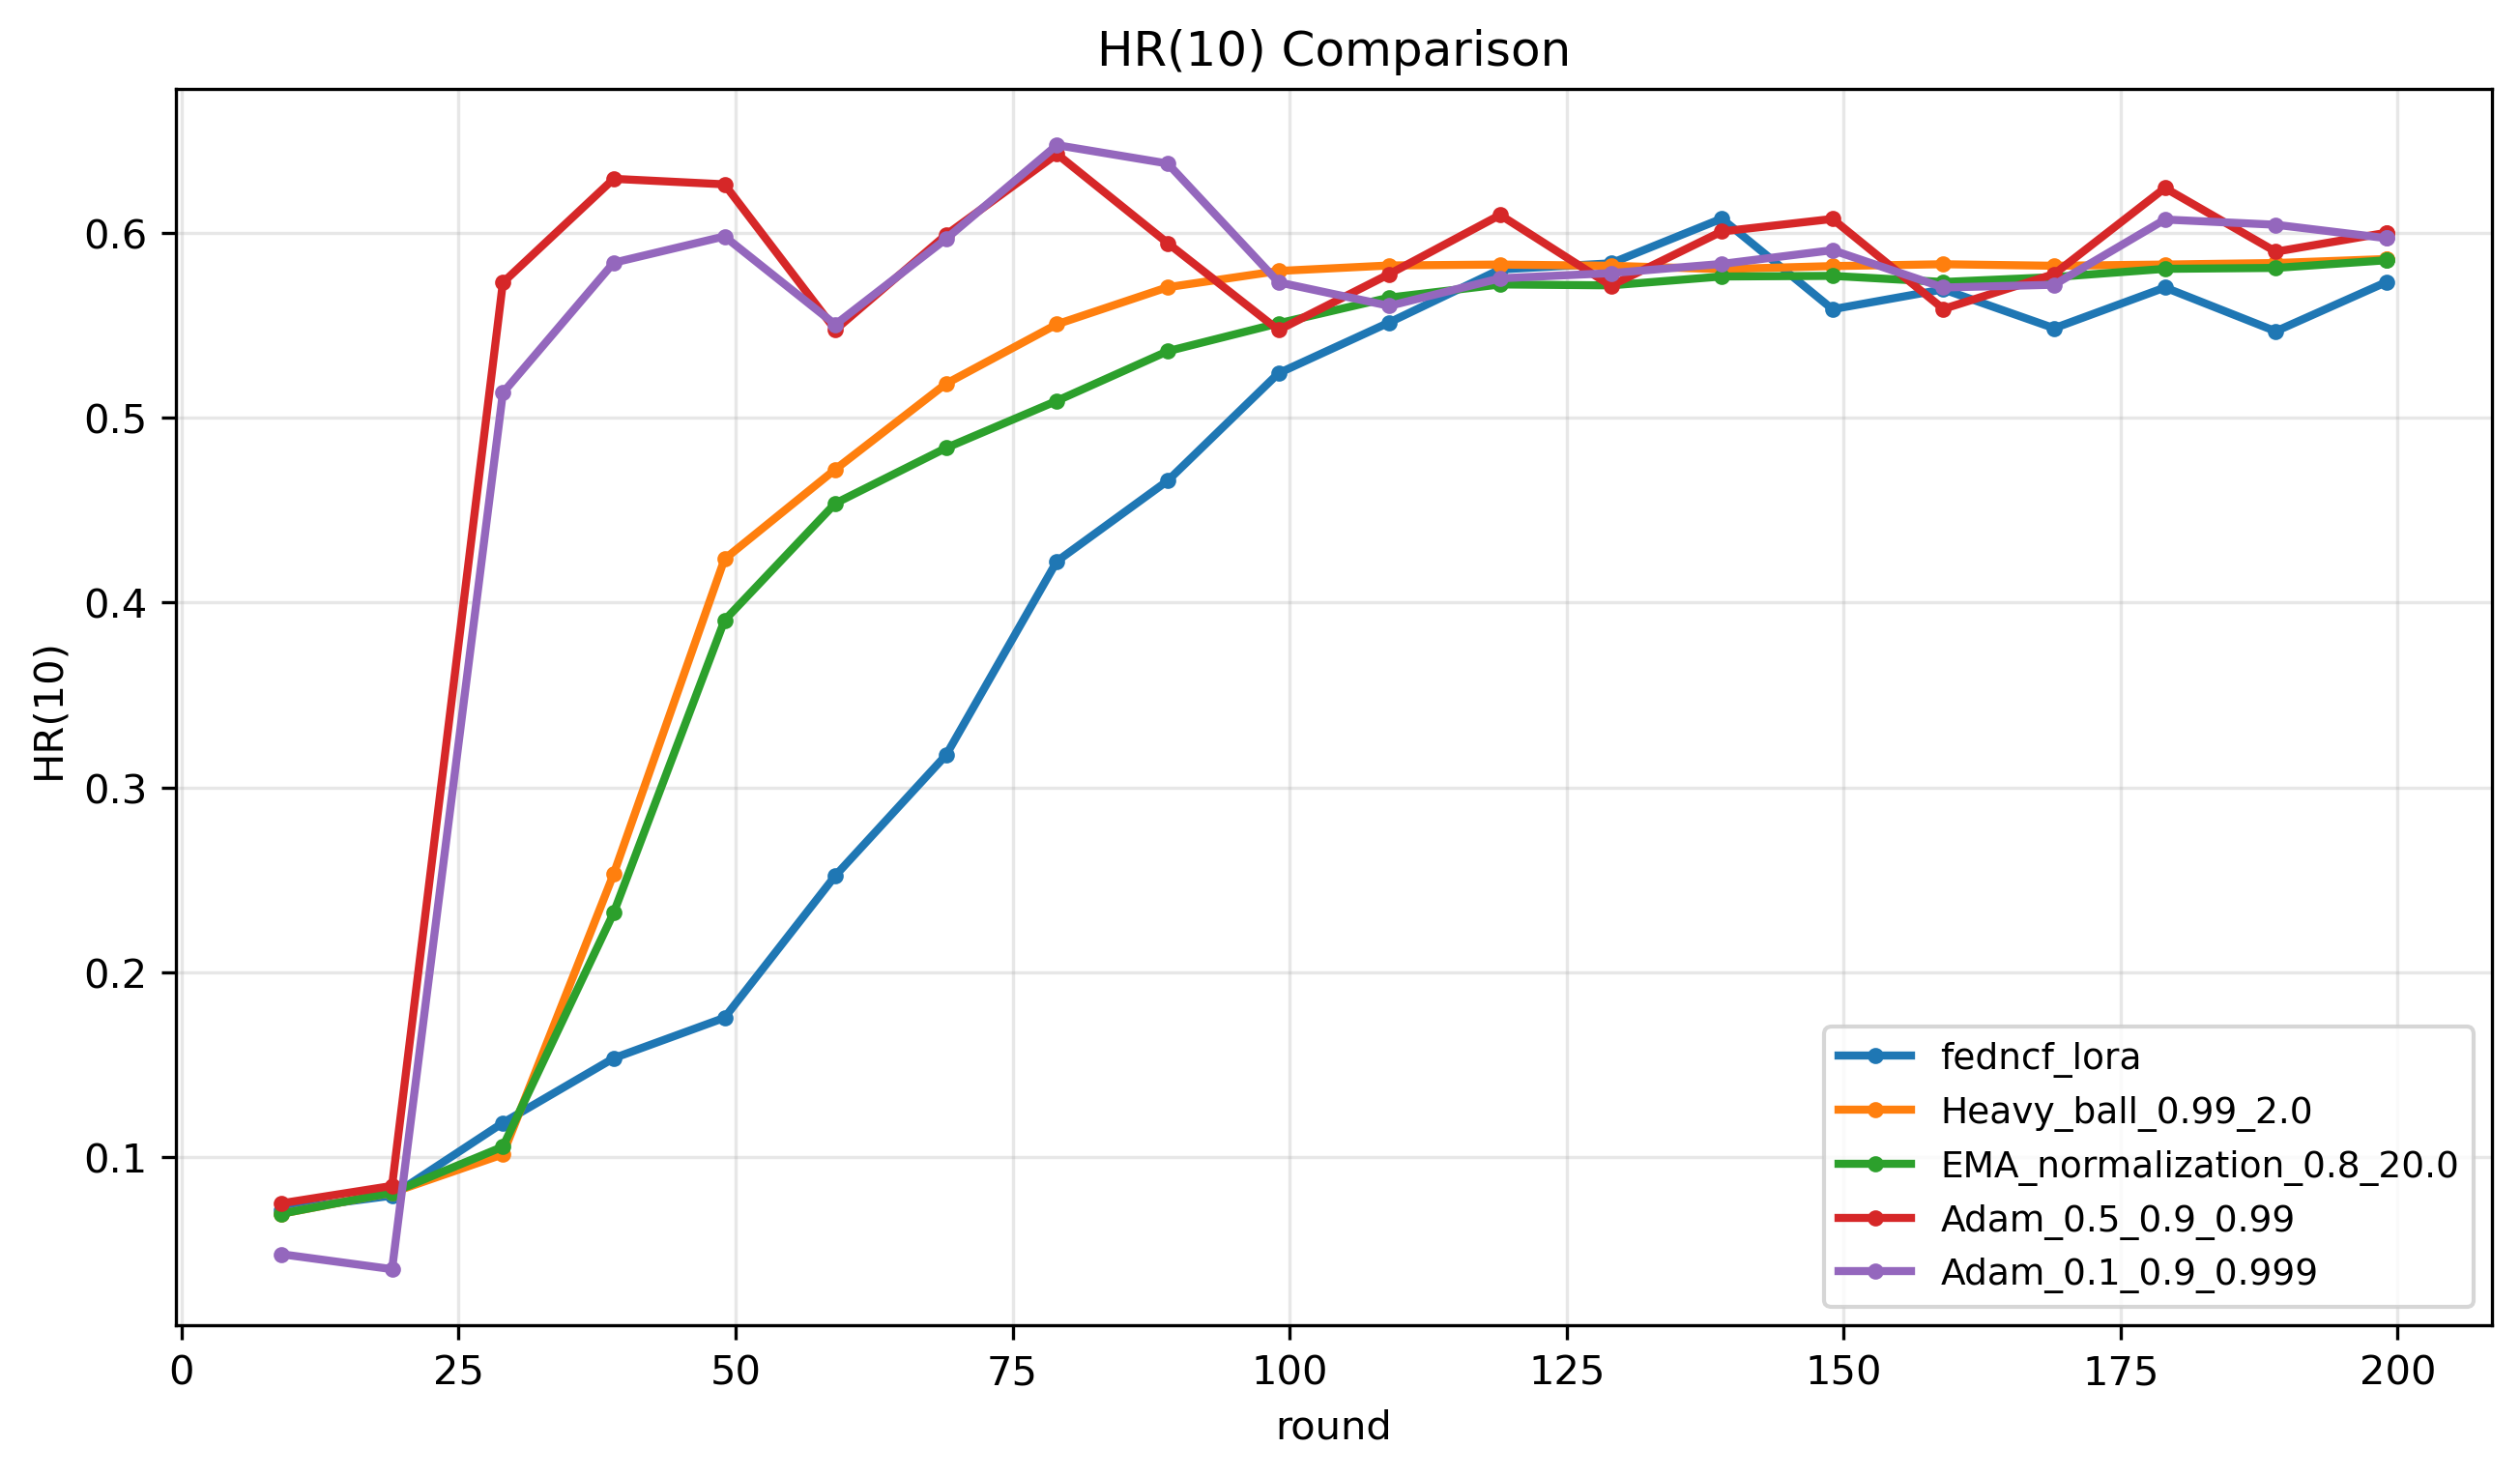 HR(10) Comparison
HR(10)
0.6
0.5
0.4
0.3
0.2
0.1
0 25 50 75 100 125 150 175 200
round
fedncf_lora
Heavy_ball_0.99_2.0
EMA_normalization_0.8_20.0
Adam_0.5_0.9_0.99
Adam_0.1_0.9_0.999